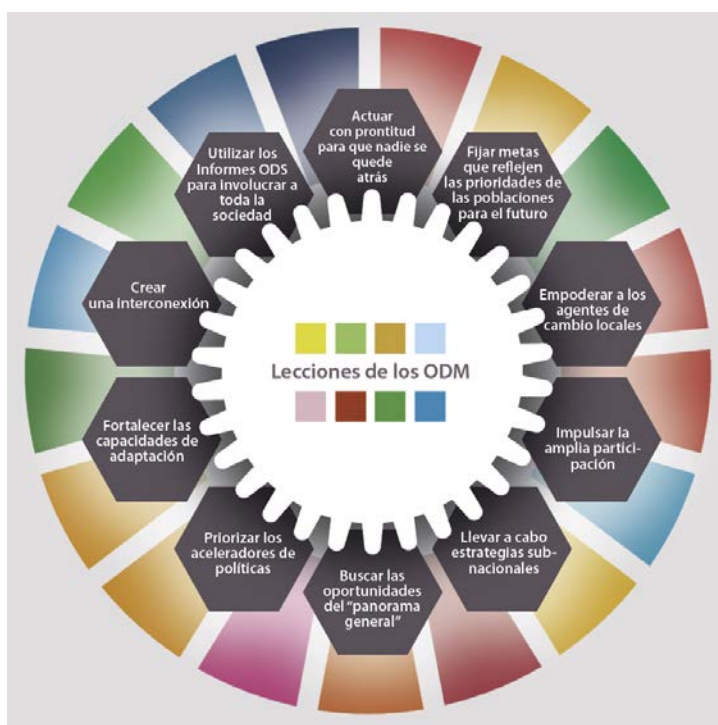 Actuar
con prontitud
para que nadie se
quede
atrás
Fijar metas
que reflejen
las prioridades de
las poblaciones
para el futuro
Empoderar a los
agentes de
cambio locales
Impulsar la
amplia partici-
pación
Llevar a cabo
estrategias sub-
nacionales
Buscar las
oportunidades
del “panorama
general”
Priorizar los
aceleradores de
políticas
Fortalecer las
capacidades de
adaptación
Crear
una interconexión
Utilizar los
Informes ODS
para involucrar a
toda la
sociedad
Lecciones de los ODM